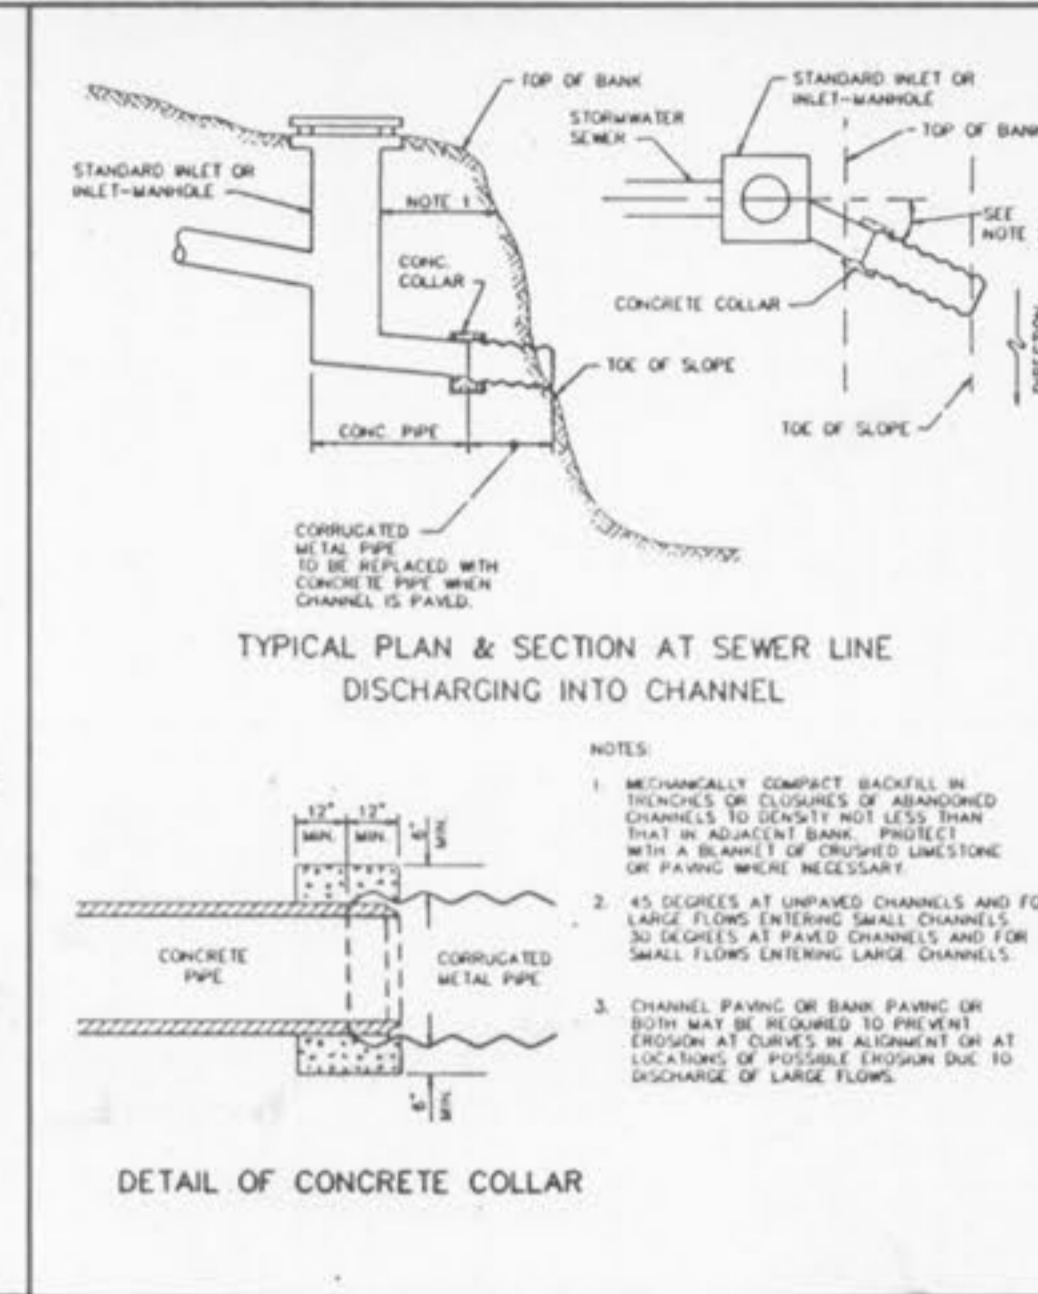 TOP OF BANK
STANDARD INLET OR
INLET-MANHOLE
NOTE 1
CONC.
COLLAR
TOE OF SLOPE
CONC. PIPE
CORRUGATED
METAL PIPE
TO BE REPLACED WITH
CONCRETE PIPE WHEN
CHANNEL IS PAVED.
STORMWATER
SEWER
STANDARD INLET OR
INLET-MANHOLE
TOP OF BANK
SEE
NOTE
CONCRETE COLLAR
TOE OF SLOPE
TYPICAL PLAN & SECTION AT SEWER LINE
DISCHARGING INTO CHANNEL
12" 12"
MIN. MIN.
6"
MIN.
CONCRETE
PIPE
CORRUGATED
METAL PIPE
6"
MIN.
DETAIL OF CONCRETE COLLAR
NOTES:
1. MECHANICALLY COMPACT BACKFILL IN
TRENCHES OR CLOSURES OF ABANDONED
CHANNELS TO DENSITY NOT LESS THAN
THAT IN ADJACENT BANK. PROTECT
WITH A BLANKET OF CRUSHED LIMESTONE
OR PAVING WHERE NECESSARY.
2. 45 DEGREES AT UNPAVED CHANNELS AND FO
LARGE FLOWS ENTERING SMALL CHANNELS.
30 DEGREES AT PAVED CHANNELS AND FOR
SMALL FLOWS ENTERING LARGE CHANNELS.
3. CHANNEL PAVING OR BANK PAVING OR
BOTH MAY BE REQUIRED TO PREVENT
EROSION AT CURVES IN ALIGNMENT OR AT
LOCATIONS OF POSSIBLE EROSION DUE TO
DISCHARGE OF LARGE FLOWS.